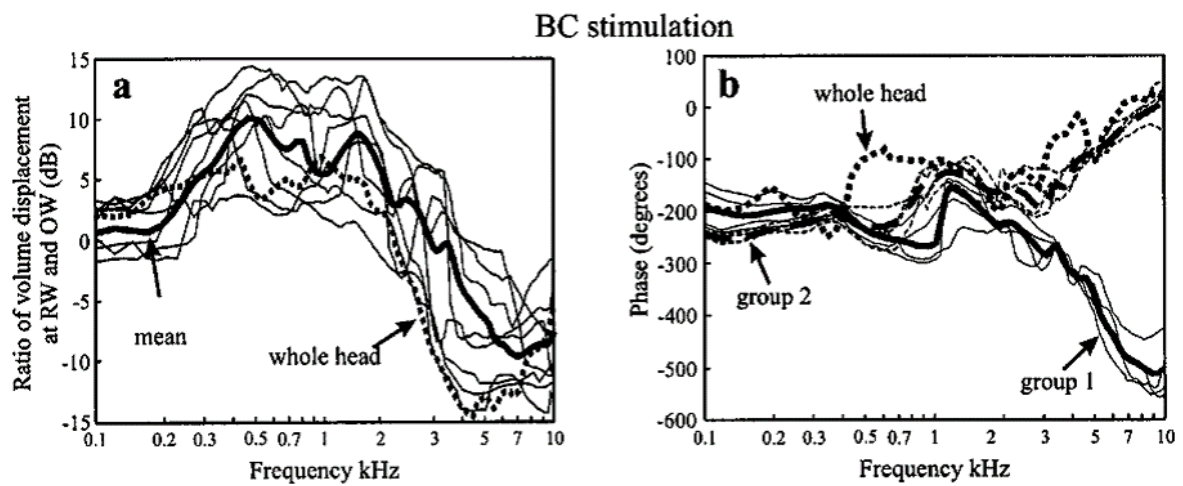 BC stimulation
a
Ratio of volume displacement
at RW and OW (dB)
15
10
5
0
-5
-10
-15
mean
whole head
0.1
0.2
0.3
0.5
0.7
1
2
3
5
7
10
Frequency kHz
b
Phase (degrees)
100
0
-100
-200
-300
-400
-500
-600
whole head
group 2
group 1
0.1
0.2
0.3
0.5
0.7
1
2
3
5
7
10
Frequency kHz